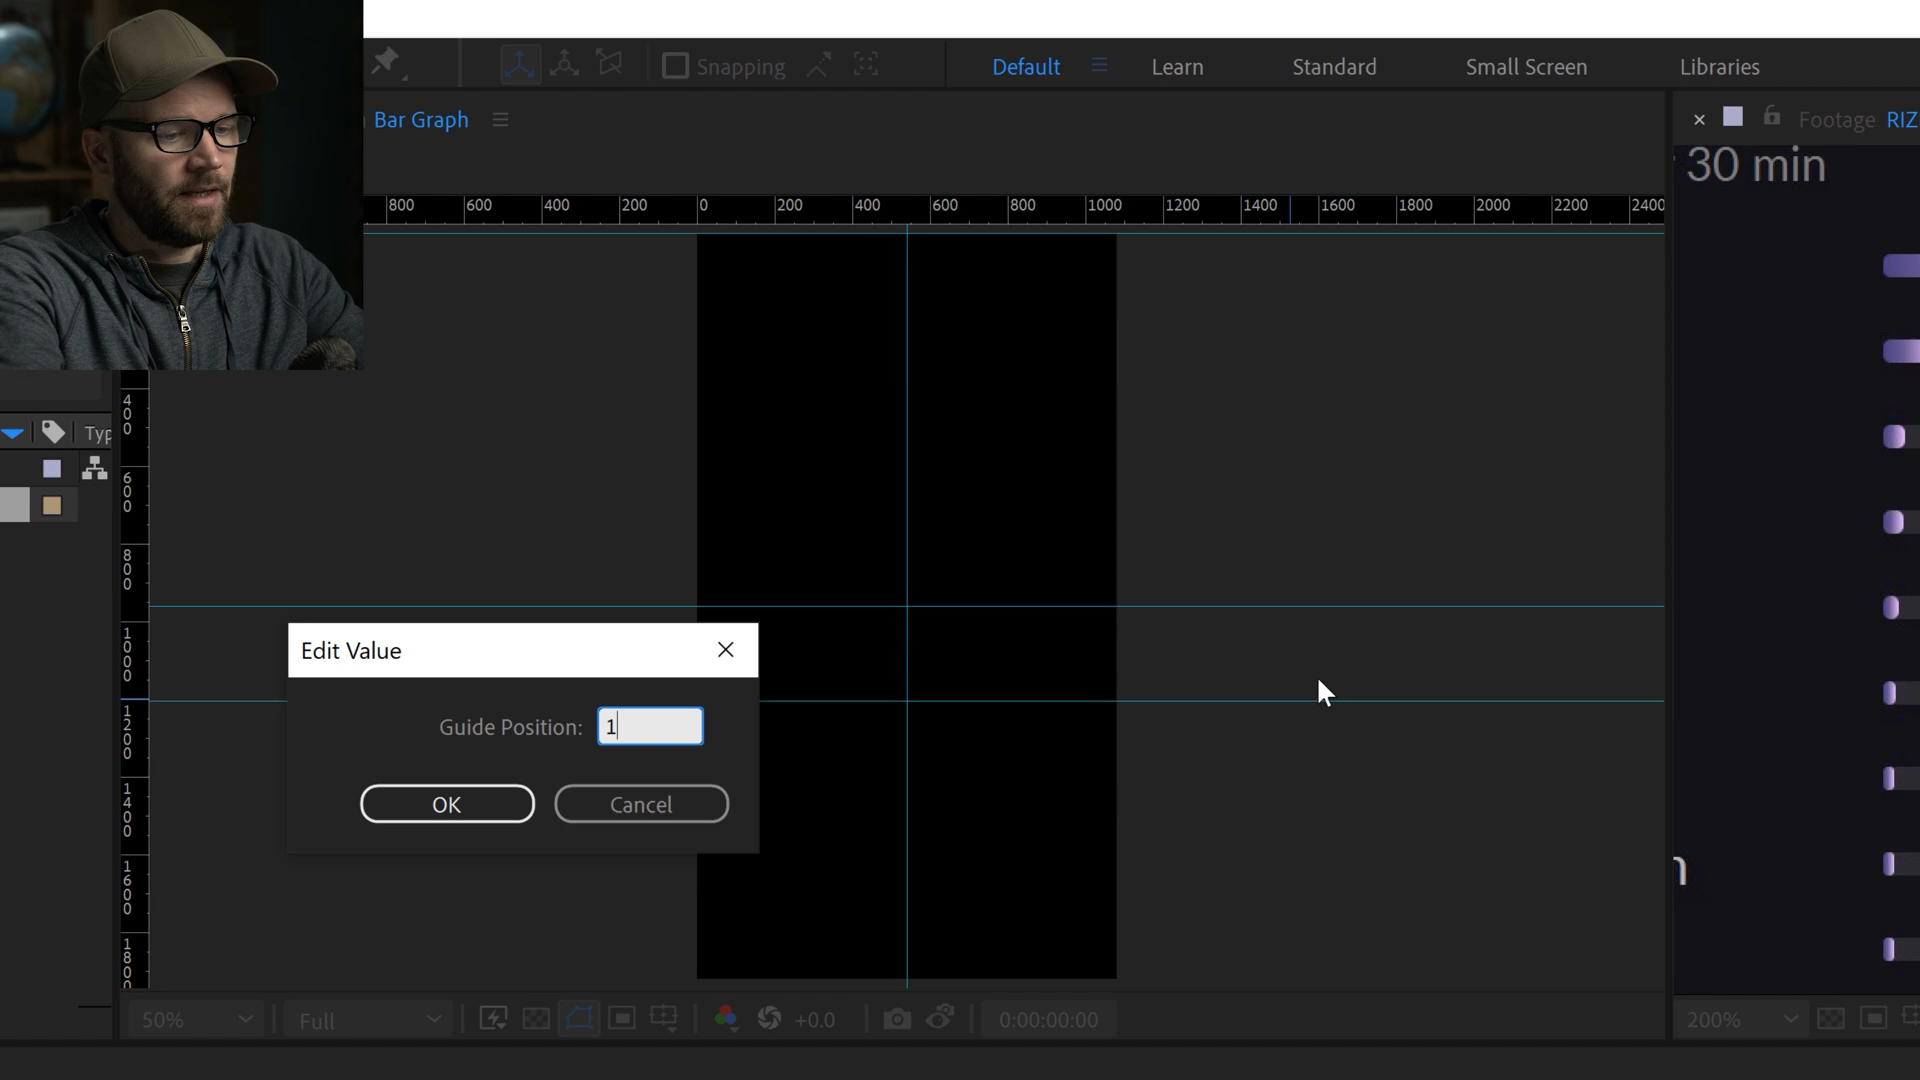 Snapping
Default
Learn
Standard
Small Screen
Libraries
Bar Graph
Footage RIZ
30 min
800 600 400 200 0 200 400 600 800 1000 1200 1400 1600 1800 2000 2200 2400
400
600
800
1000
1200
1400
1600
1800
Typ
Edit Value
Guide Position: 1
OK
Cancel
50%
Full
+0.0
0:00:00:00
200%